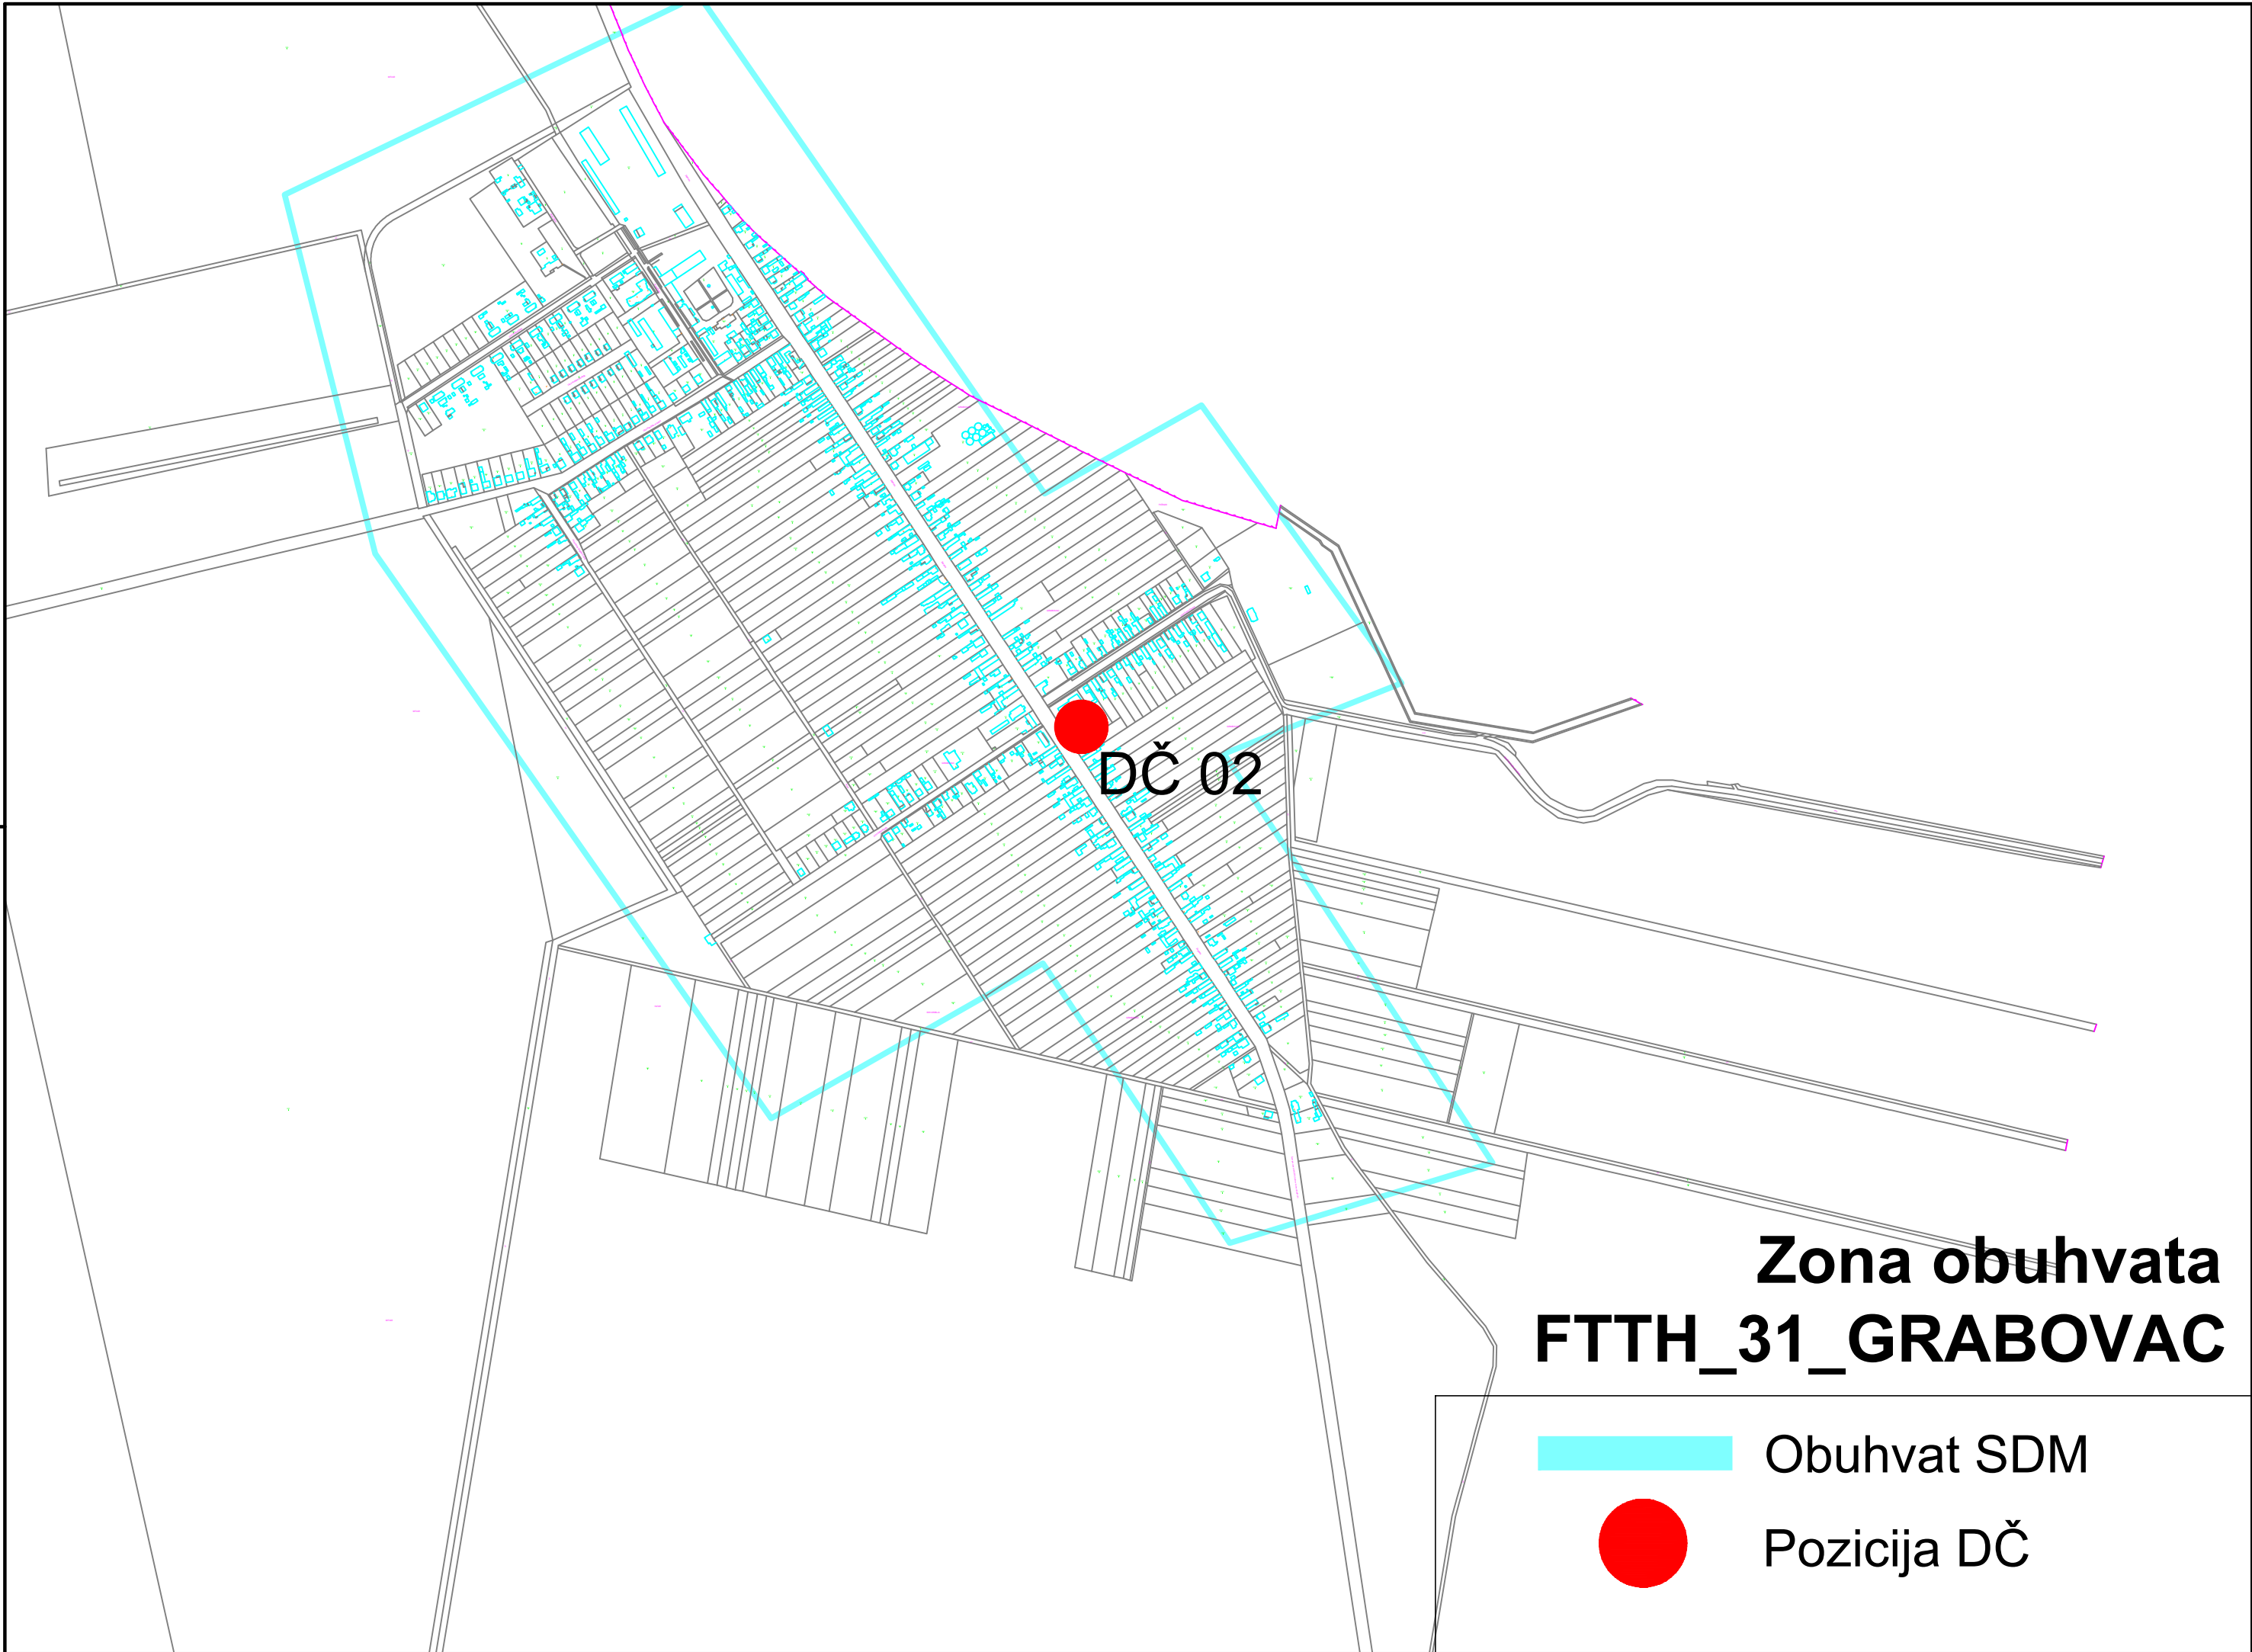 DČ 02
Zona obuhvata
FTTH_31_GRABOVAC
Obuhvat SDM
Pozicija DČ